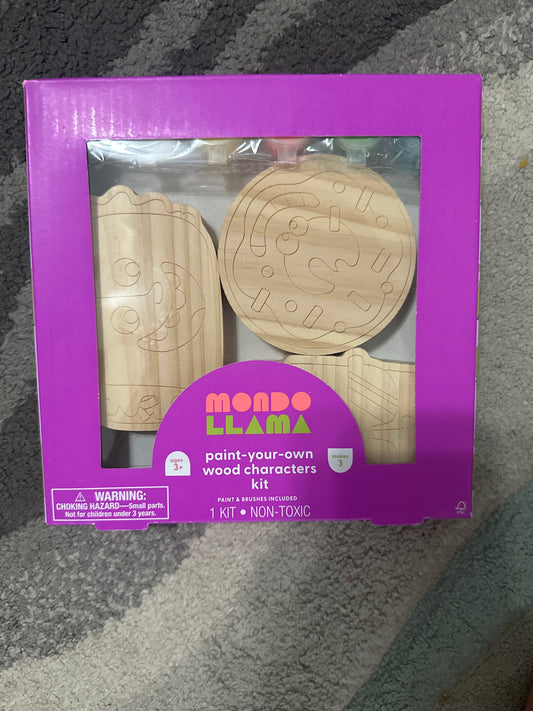 MONDO
LLAMA
ages
3+
paint-your-own
wood characters
kit
makes
3
PAINT & BRUSHES INCLUDED
1 KIT • NON-TOXIC
WARNING:
CHOKING HAZARD—Small parts.
Not for children under 3 years.
FSC